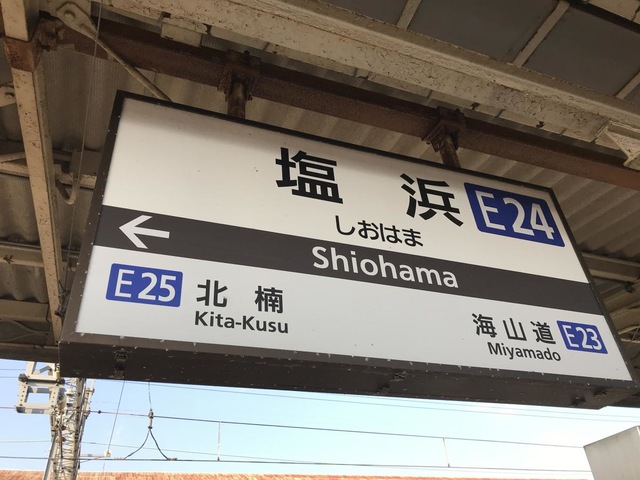 塩浜 E24
しおはま
← Shiohama
E25 北楠
Kita-Kusu
海山道 E23
Miyamado